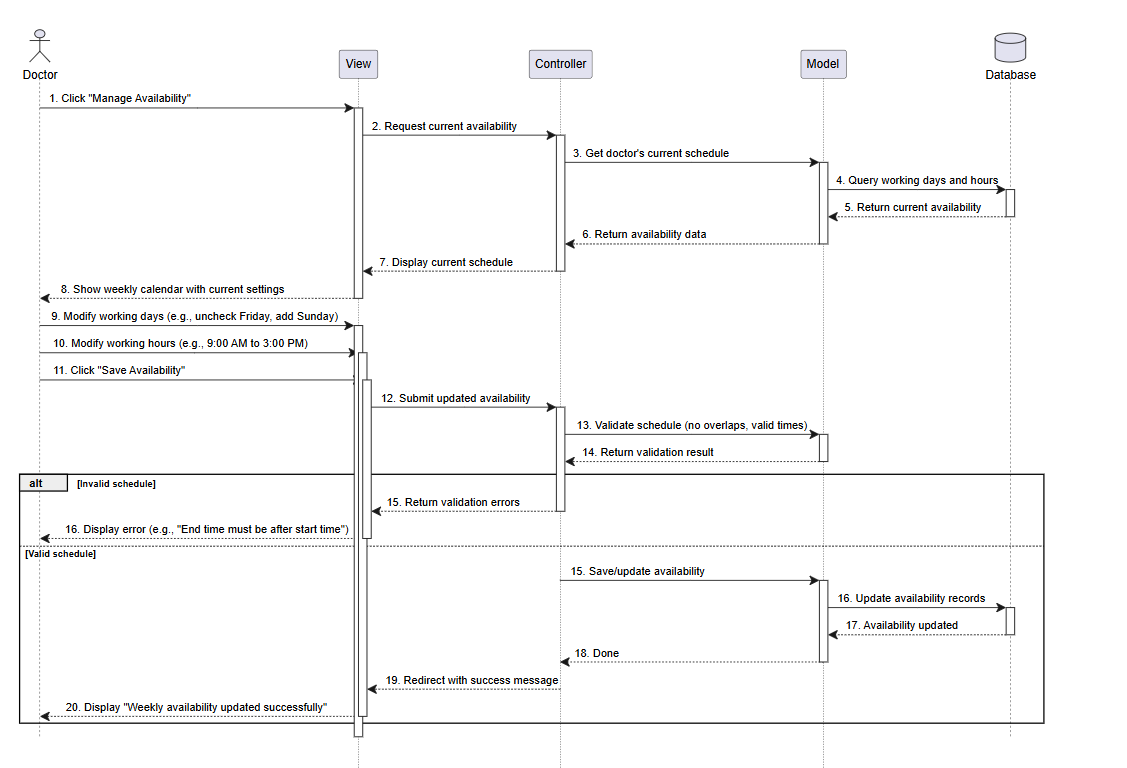 Doctor
View
Controller
Model
Database
1. Click "Manage Availability"
2. Request current availability
3. Get doctor's current schedule
4. Query working days and hours
5. Return current availability
6. Return availability data
7. Display current schedule
8. Show weekly calendar with current settings
9. Modify working days (e.g., uncheck Friday, add Sunday)
10. Modify working hours (e.g., 9:00 AM to 3:00 PM)
11. Click "Save Availability"
12. Submit updated availability
13. Validate schedule (no overlaps, valid times)
14. Return validation result
alt [Invalid schedule]
15. Return validation errors
16. Display error (e.g., "End time must be after start time")
[Valid schedule]
15. Save/update availability
16. Update availability records
17. Availability updated
18. Done
19. Redirect with success message
20. Display "Weekly availability updated successfully"